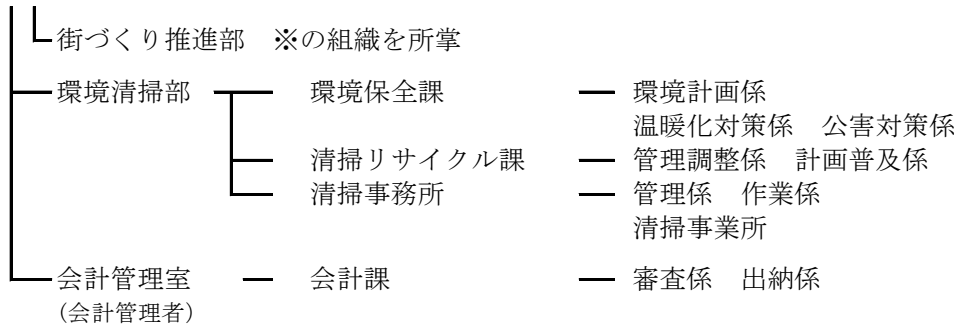 街づくり推進部　※の組織を所掌
環境清掃部　環境保全課　環境計画係
温暖化対策係　公害対策係
清掃リサイクル課　管理調整係　計画普及係
清掃事務所　管理係　作業係
清掃事業所
会計管理室　会計課　審査係　出納係
（会計管理者）